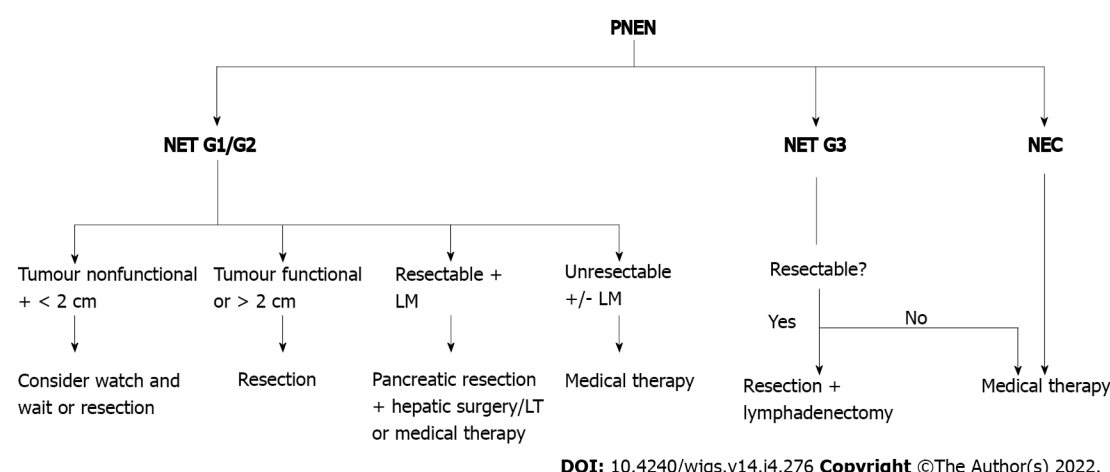 PNEN
NET G1/G2
NET G3
NEC
Tumour nonfunctional
+ < 2 cm
Tumour functional
or > 2 cm
Resectable +
LM
Unresectable
+/- LM
Resectable?
Yes
No
Consider watch and
wait or resection
Resection
Pancreatic resection
+ hepatic surgery/LT
or medical therapy
Medical therapy
Resection +
lymphadenectomy
Medical therapy
DOI: 10.4240/wjgs.v14.i4.276 Copyright ©The Author(s) 2022.